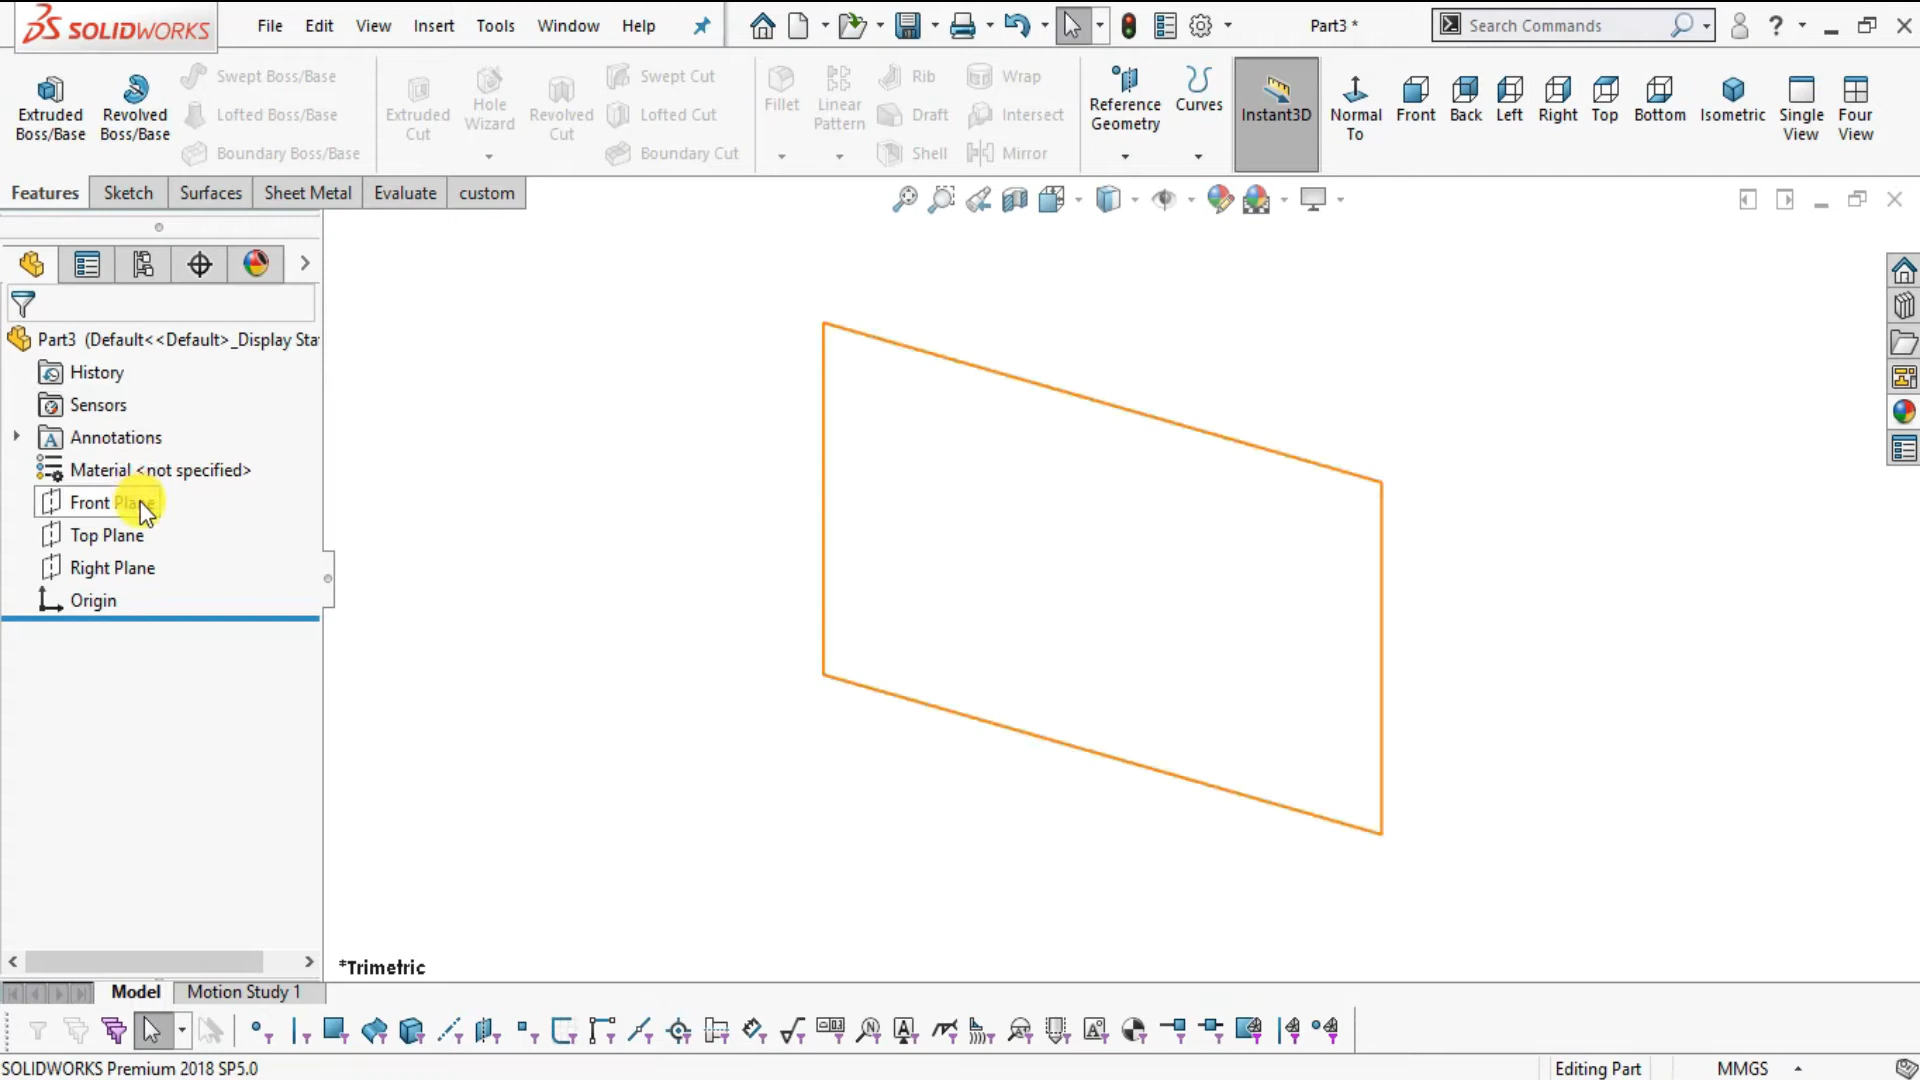 SOLIDWORKS File Edit View Insert Tools Window Help Part3 * Search Commands ?
Extruded Boss/Base
Revolved Boss/Base
Swept Boss/Base
Lofted Boss/Base
Boundary Boss/Base
Extruded Cut
Hole Wizard
Revolved Cut
Swept Cut
Lofted Cut
Boundary Cut
Fillet
Linear Pattern
Rib
Draft
Shell
Wrap
Intersect
Mirror
Reference Geometry
Curves
Instant3D
Normal To
Front
Back
Left
Right
Top
Bottom
Isometric
Single View
Four View
Features Sketch Surfaces Sheet Metal Evaluate custom
Part3 (Default<<Default>_Display Sta
History
Sensors
Annotations
Material <not specified>
Front Plane
Top Plane
Right Plane
Origin
*Trimetric
Model Motion Study 1
SOLIDWORKS Premium 2018 SP5.0 Editing Part MMGS